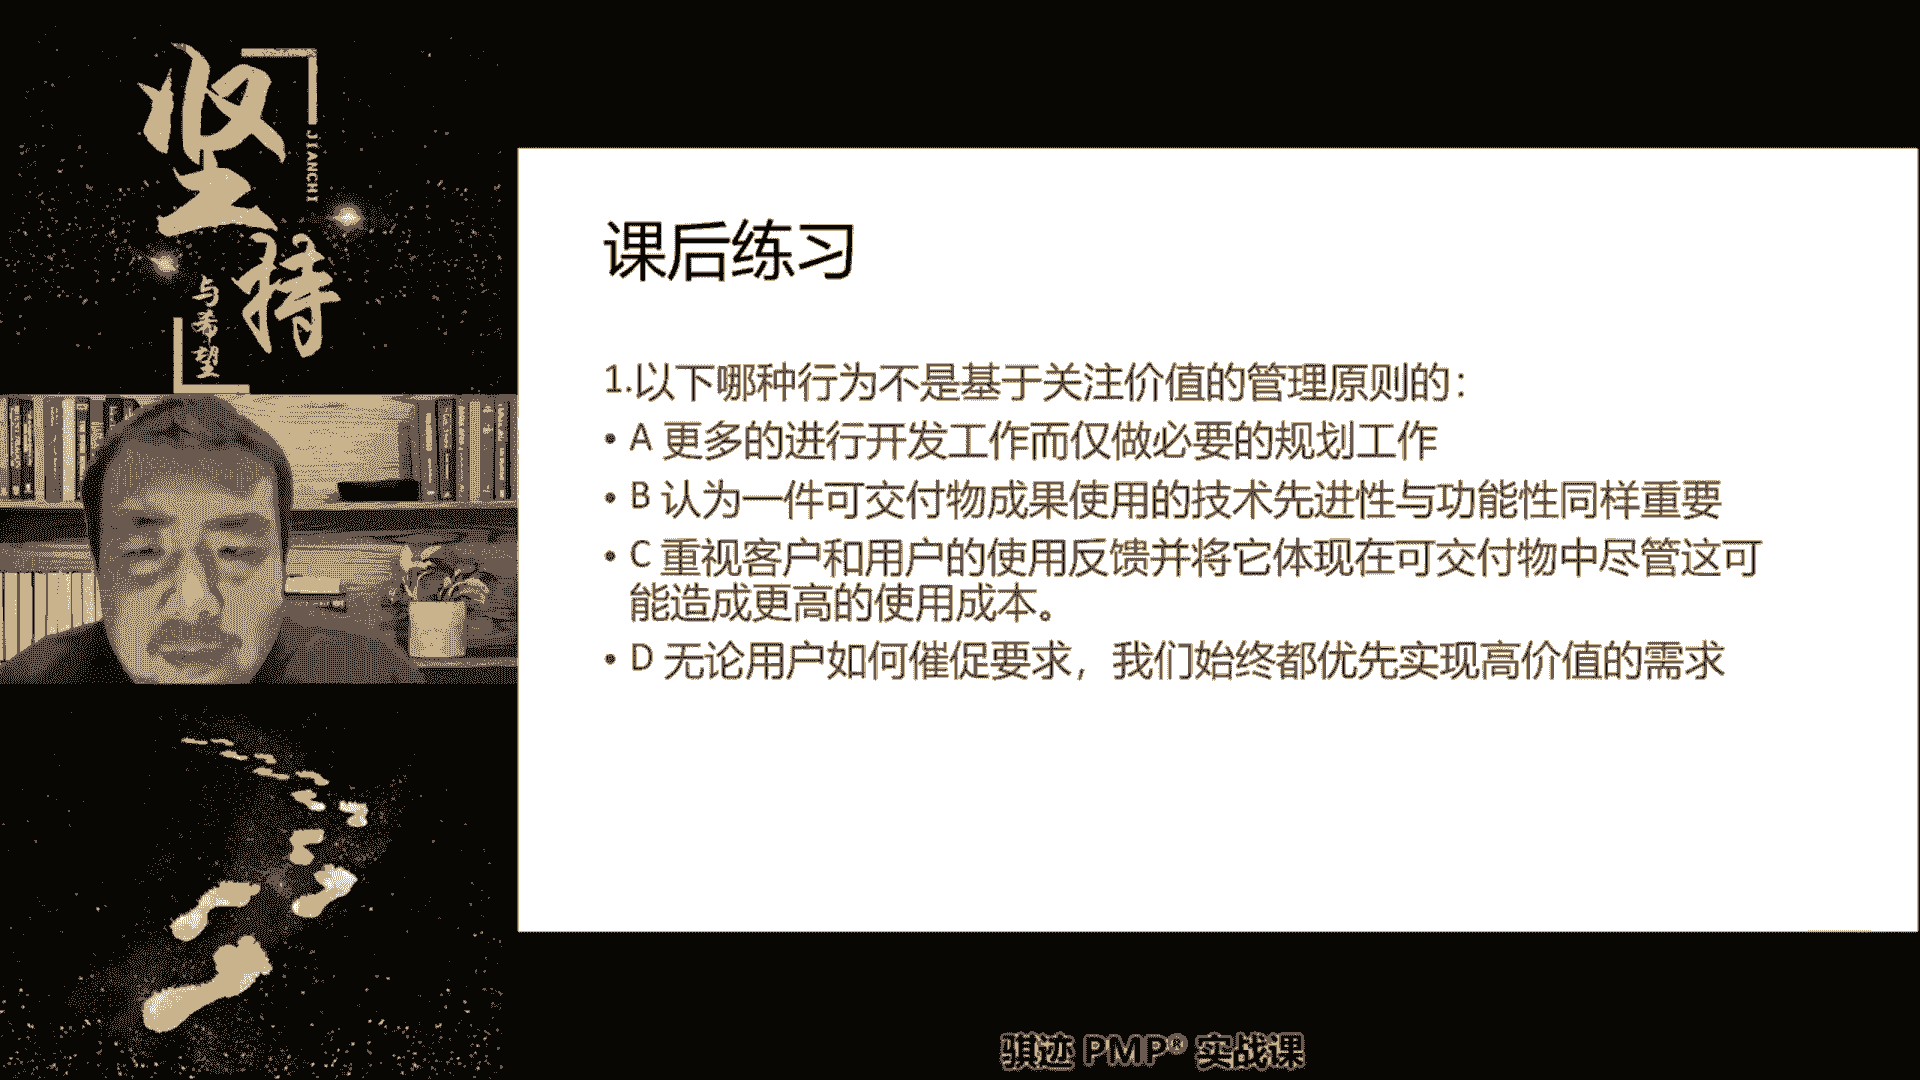 坚持
JIANCHI
与希望
课后练习
1.以下哪种行为不是基于关注价值的管理原则的：
• A 更多的进行开发工作而仅做必要的规划工作
• B 认为一件可交付物成果使用的技术先进性与功能性同样重要
• C 重视客户和用户的使用反馈并将它体现在可交付物中尽管这可
能造成更高的使用成本。
• D 无论用户如何催促要求，我们始终都优先实现高价值的需求
骐迹 PMP® 实战课